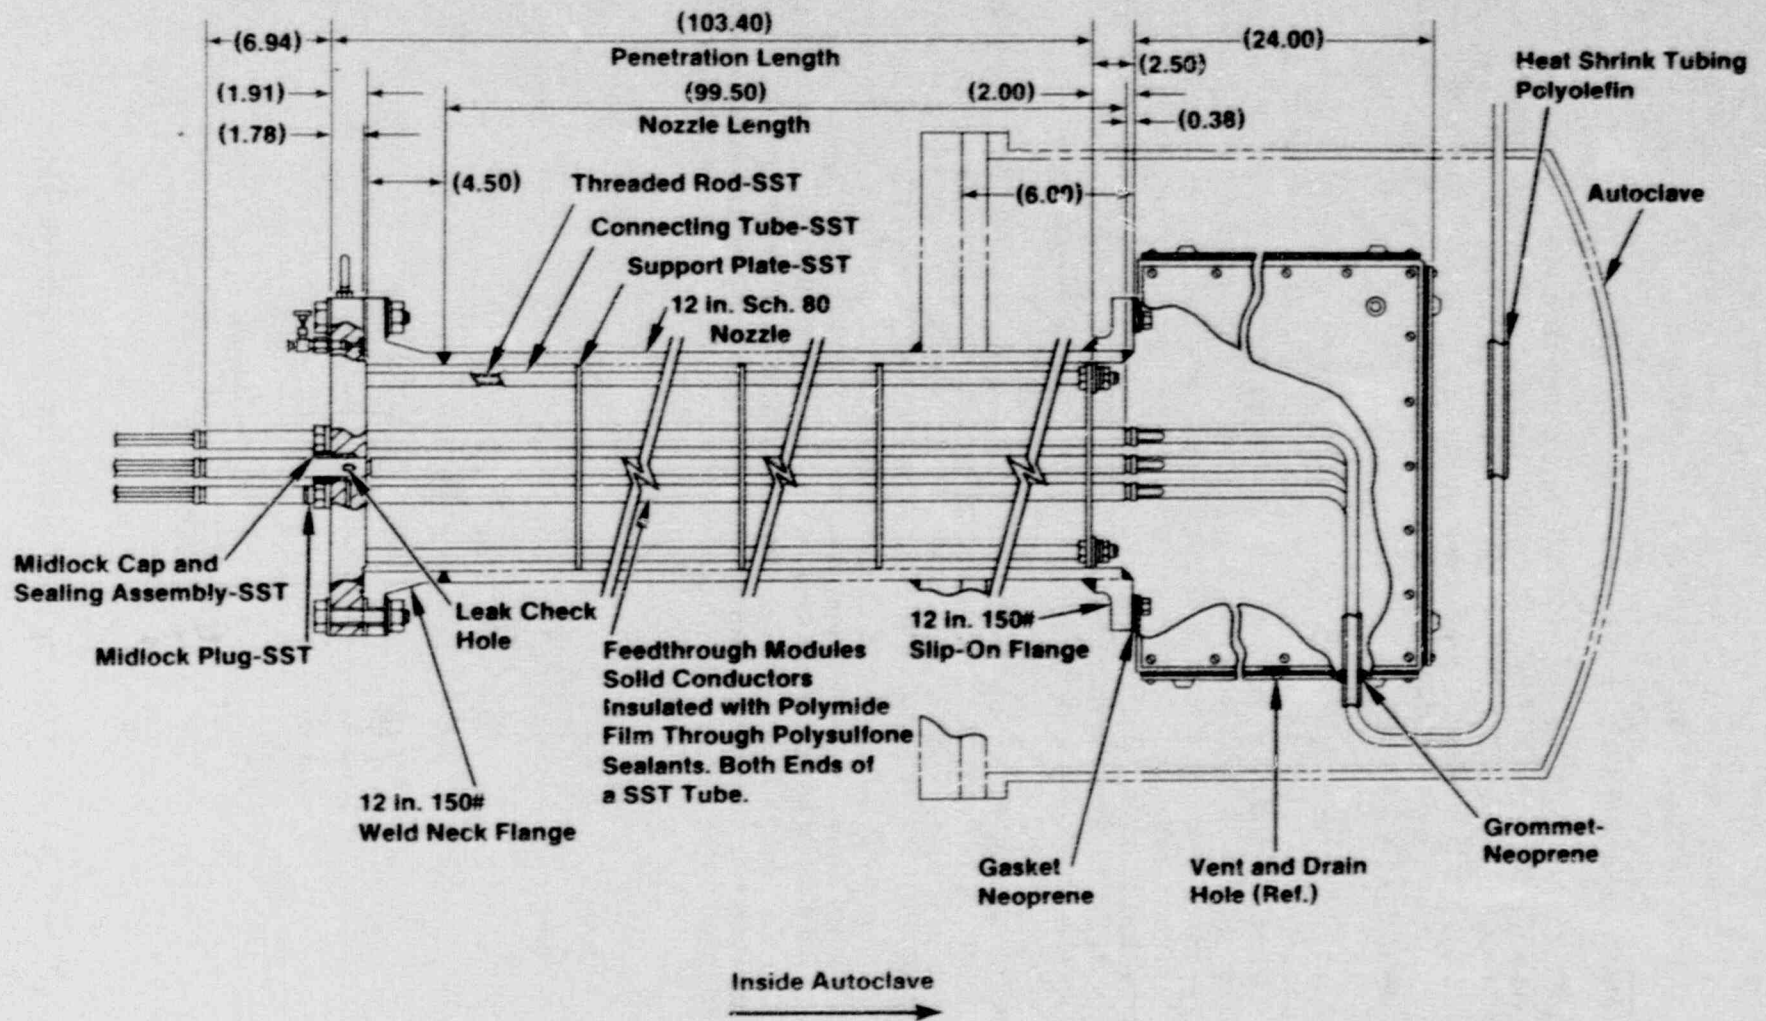 (103.40)
(6.94)
(24.00)
Penetration Length
(2.50)
Heat Shrink Tubing
Polyolefin
(1.91)
(99.50)
(2.00)
(1.78)
Nozzle Length
(0.38)
(4.50)
Threaded Rod-SST
Autoclave
Connecting Tube-SST
Support Plate-SST
12 in. Sch. 80
Nozzle
Midlock Cap and
Sealing Assembly-SST
Leak Check
Hole
Midlock Plug-SST
12 in. 150#
Slip-On Flange
Feedthrough Modules
Solid Conductors
Insulated with Polymide
Film Through Polysulfone
Sealants. Both Ends of
a SST Tube.
12 in. 150#
Weld Neck Flange
Grommet-
Neoprene
Gasket
Neoprene
Vent and Drain
Hole (Ref.)
Inside Autoclave